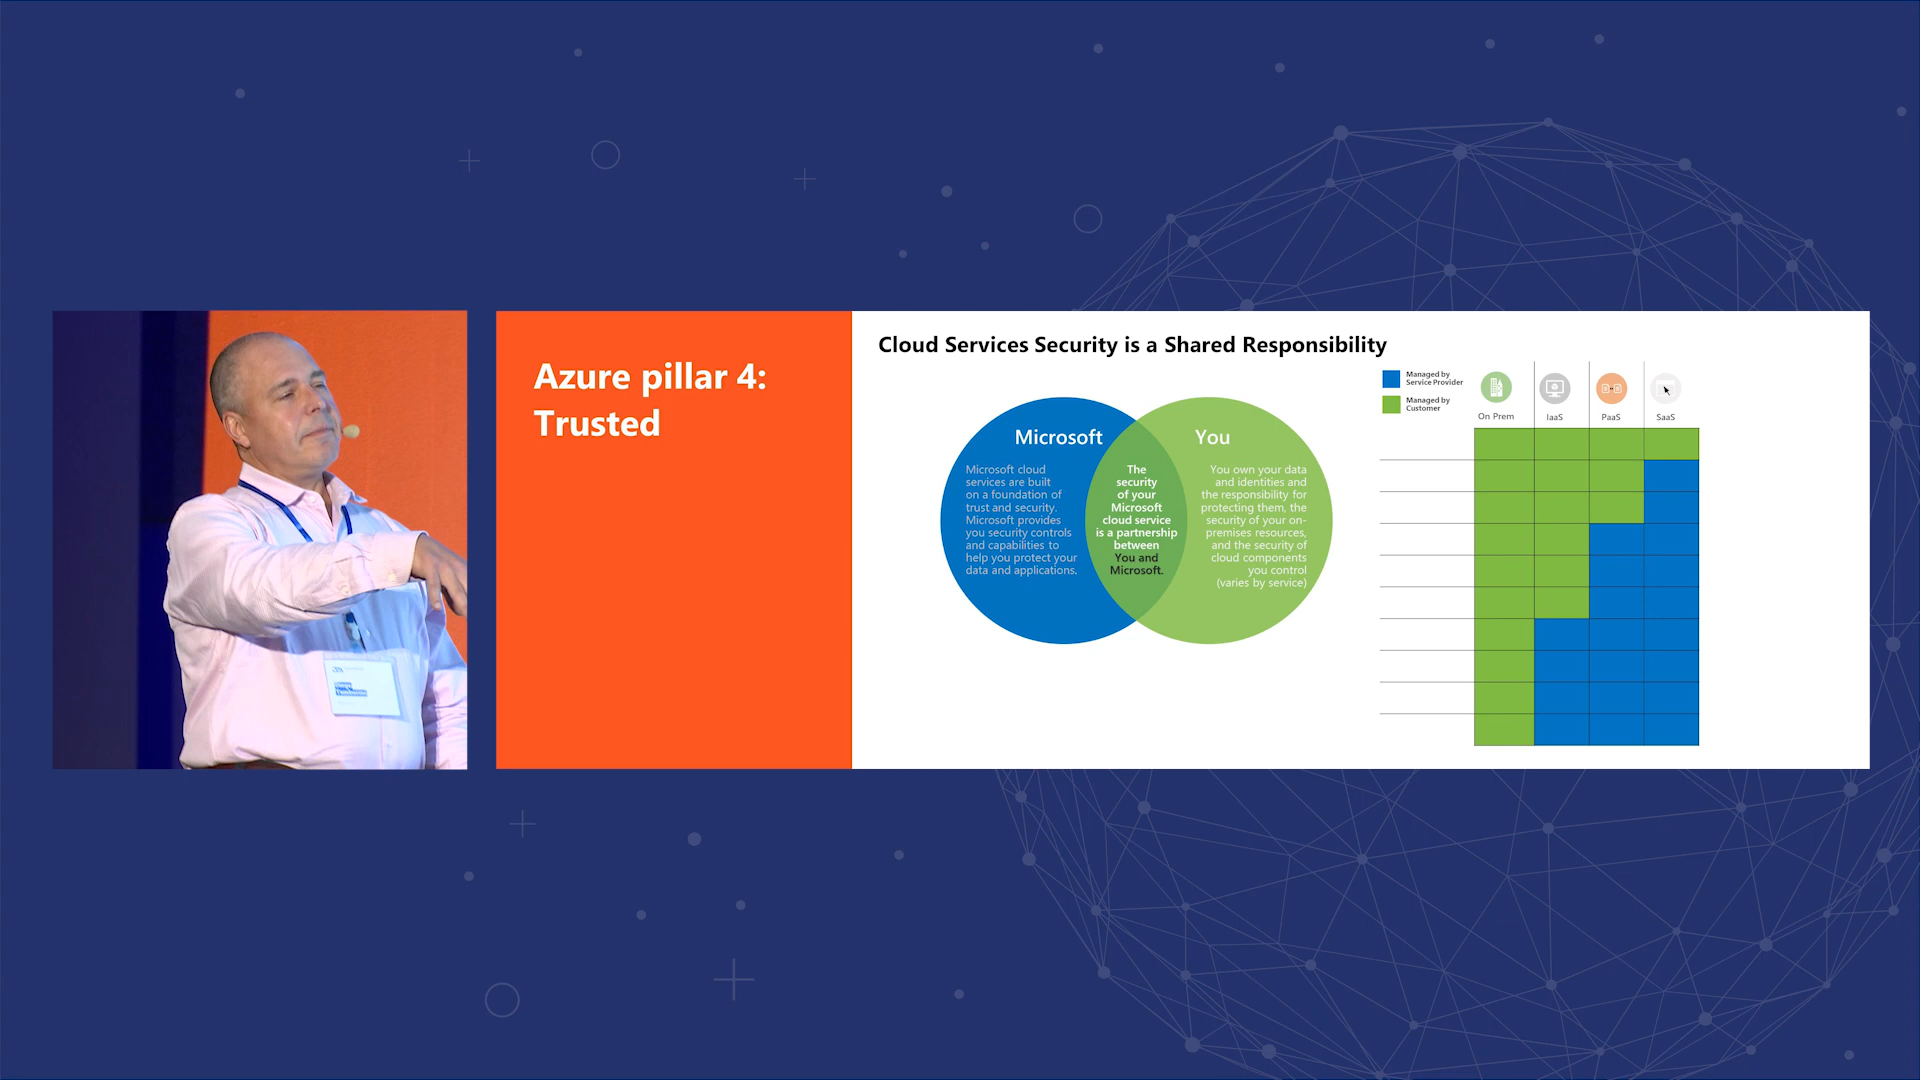 Azure pillar 4:
Trusted
Cloud Services Security is a Shared Responsibility
Microsoft
Microsoft cloud
services are built
on a foundation of
trust and security.
Microsoft provides
you security controls
and capabilities to
help you protect your
data and applications.
The
security
of your
Microsoft
cloud service
is a partnership
between
You and
Microsoft.
You
You own your data
and identities and
the responsibility for
protecting them, the
security of your on-
premises resources,
and the security of
cloud components
you control
(varies by service)
Managed by
Service Provider
Managed by
Customer
On Prem
IaaS
PaaS
SaaS